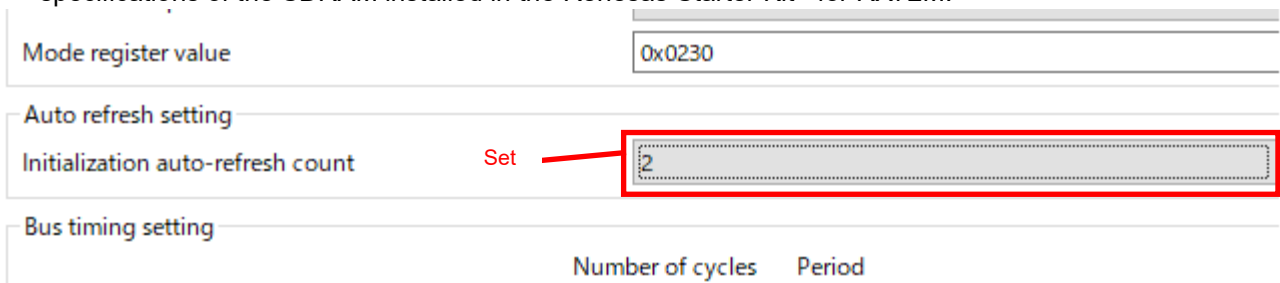 Mode register value 0x0230
Auto refresh setting
Initialization auto-refresh count Set 2
Bus timing setting
Number of cycles Period